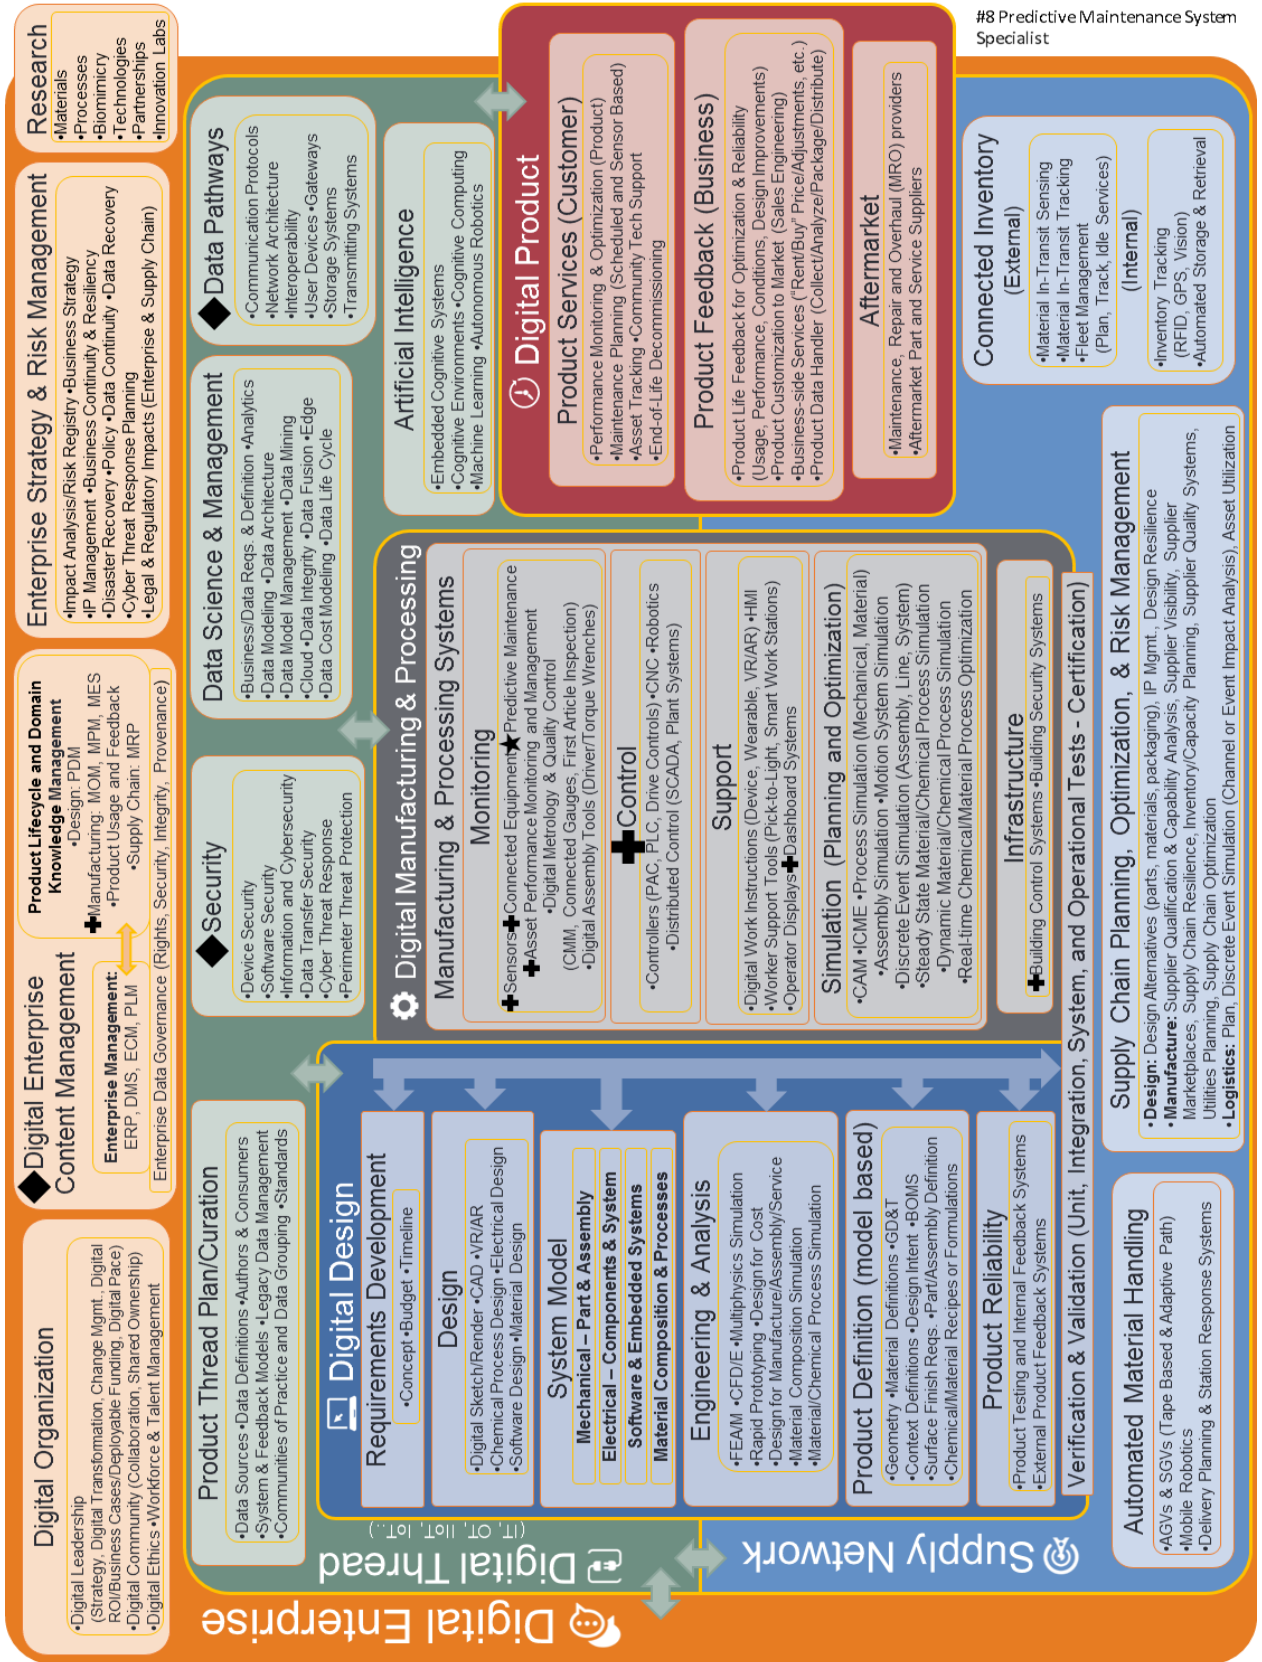 #8 Predictive Maintenance System
Specialist
Digital Enterprise
Digital Organization
•Digital Leadership
(Strategy, Digital Transformation, Change Mgmt., Digital
ROI/Business Cases/Deployable Funding, Digital Pace)
•Digital Community (Collaboration, Shared Ownership)
•Digital Ethics •Workforce & Talent Management
◆Digital Enterprise
Content Management
Enterprise Management:
ERP, DMS, ECM, PLM
Product Lifecycle and Domain
Knowledge Management
•Design: PDM
✚Manufacturing: MOM, MPM, MES
•Product Usage and Feedback
•Supply Chain: MRP
Enterprise Data Governance (Rights, Security, Integrity, Provenance)
Enterprise Strategy & Risk Management
•Impact Analysis/Risk Registry •Business Strategy
•IP Management •Business Continuity & Resiliency
•Disaster Recovery •Policy •Data Continuity •Data Recovery
•Cyber Threat Response Planning
•Legal & Regulatory Impacts (Enterprise & Supply Chain)
Research
•Materials
•Processes
•Biomimicry
•Technologies
•Partnerships
•Innovation Labs
Digital Thread
(IT, OT, IIoT, IoT...)
Product Thread Plan/Curation
•Data Sources •Data Definitions •Authors & Consumers
•System & Feedback Models •Legacy Data Management
•Communities of Practice and Data Grouping •Standards
◆Security
•Device Security
•Software Security
•Information and Cybersecurity
•Data Transfer Security
•Cyber Threat Response
•Perimeter Threat Protection
Data Science & Management
•Business/Data Reqs. & Definition •Analytics
•Data Modeling •Data Architecture
•Data Model Management •Data Mining
•Cloud •Data Integrity •Data Fusion •Edge
•Data Cost Modeling •Data Life Cycle
◆Data Pathways
•Communication Protocols
•Network Architecture
•Interoperability
•User Devices •Gateways
•Storage Systems
•Transmitting Systems
Artificial Intelligence
•Embedded Cognitive Systems
•Cognitive Environments •Cognitive Computing
•Machine Learning •Autonomous Robotics
Digital Design
Requirements Development
•Concept •Budget •Timeline
Design
•Digital Sketch/Render •CAD •VR/AR
•Chemical Process Design •Electrical Design
•Software Design •Material Design
System Model
Mechanical – Part & Assembly
Electrical – Components & System
Software & Embedded Systems
Material Composition & Processes
Engineering & Analysis
•FEA/M •CFD/E •Multiphysics Simulation
•Rapid Prototyping •Design for Cost
•Design for Manufacture/Assembly/Service
•Material Composition Simulation
•Material/Chemical Process Simulation
Product Definition (model based)
•Geometry •Material Definitions •GD&T
•Context Definitions •Design Intent •BOMS
•Surface Finish Reqs. •Part/Assembly Definition
•Chemical/Material Recipes or Formulations
Product Reliability
•Product Testing and Internal Feedback Systems
•External Product Feedback Systems
Digital Manufacturing & Processing
Manufacturing & Processing Systems
Monitoring
✚Sensors✚Connected Equipment★Predictive Maintenance
✚Asset Performance Monitoring and Management
•Digital Metrology & Quality Control
(CMM, Connected Gauges, First Article Inspection)
•Digital Assembly Tools (Driver/Torque Wrenches)
✚Control
•Controllers (PAC, PLC, Drive Controls) •CNC •Robotics
•Distributed Control (SCADA, Plant Systems)
Support
•Digital Work Instructions (Device, Wearable, VR/AR) •HMI
•Worker Support Tools (Pick-to-Light, Smart Work Stations)
•Operator Displays✚Dashboard Systems
Simulation (Planning and Optimization)
•CAM •ICME •Process Simulation (Mechanical, Material)
•Assembly Simulation •Motion System Simulation
•Discrete Event Simulation (Assembly, Line, System)
•Steady State Material/Chemical Process Simulation
•Dynamic Material/Chemical Process Simulation
•Real-time Chemical/Material Process Optimization
Infrastructure
✚Building Control Systems •Building Security Systems
Verification & Validation (Unit, Integration, System, and Operational Tests - Certification)
Digital Product
Product Services (Customer)
•Performance Monitoring & Optimization (Product)
•Maintenance Planning (Scheduled and Sensor Based)
•Asset Tracking •Community Tech Support
•End-of-Life Decommissioning
Product Feedback (Business)
•Product Life Feedback for Optimization & Reliability
(Usage, Performance, Conditions, Design Improvements)
•Product Customization to Market (Sales Engineering)
•Business-side Services ("Rent/Buy" Price/Adjustments, etc.)
•Product Data Handler (Collect/Analyze/Package/Distribute)
Aftermarket
•Maintenance, Repair and Overhaul (MRO) providers
•Aftermarket Part and Service Suppliers
Supply Network
Automated Material Handling
•AGVs & SGVs (Tape Based & Adaptive Path)
•Mobile Robotics
•Delivery Planning & Station Response Systems
Supply Chain Planning, Optimization, & Risk Management
•Design: Design Alternatives (parts, materials, packaging), IP Mgmt., Design Resilience
•Manufacture: Supplier Qualification & Capability Analysis, Supplier Visibility, Supplier
Marketplaces, Supply Chain Resilience, Inventory/Capacity Planning, Supplier Quality Systems,
Utilities Planning, Supply Chain Optimization
•Logistics: Plan, Discrete Event Simulation (Channel or Event Impact Analysis), Asset Utilization
Connected Inventory
(External)
•Material In-Transit Sensing
•Material In-Transit Tracking
•Fleet Management
(Plan, Track, Idle Services)
(Internal)
•Inventory Tracking
(RFID, GPS, Vision)
•Automated Storage & Retrieval